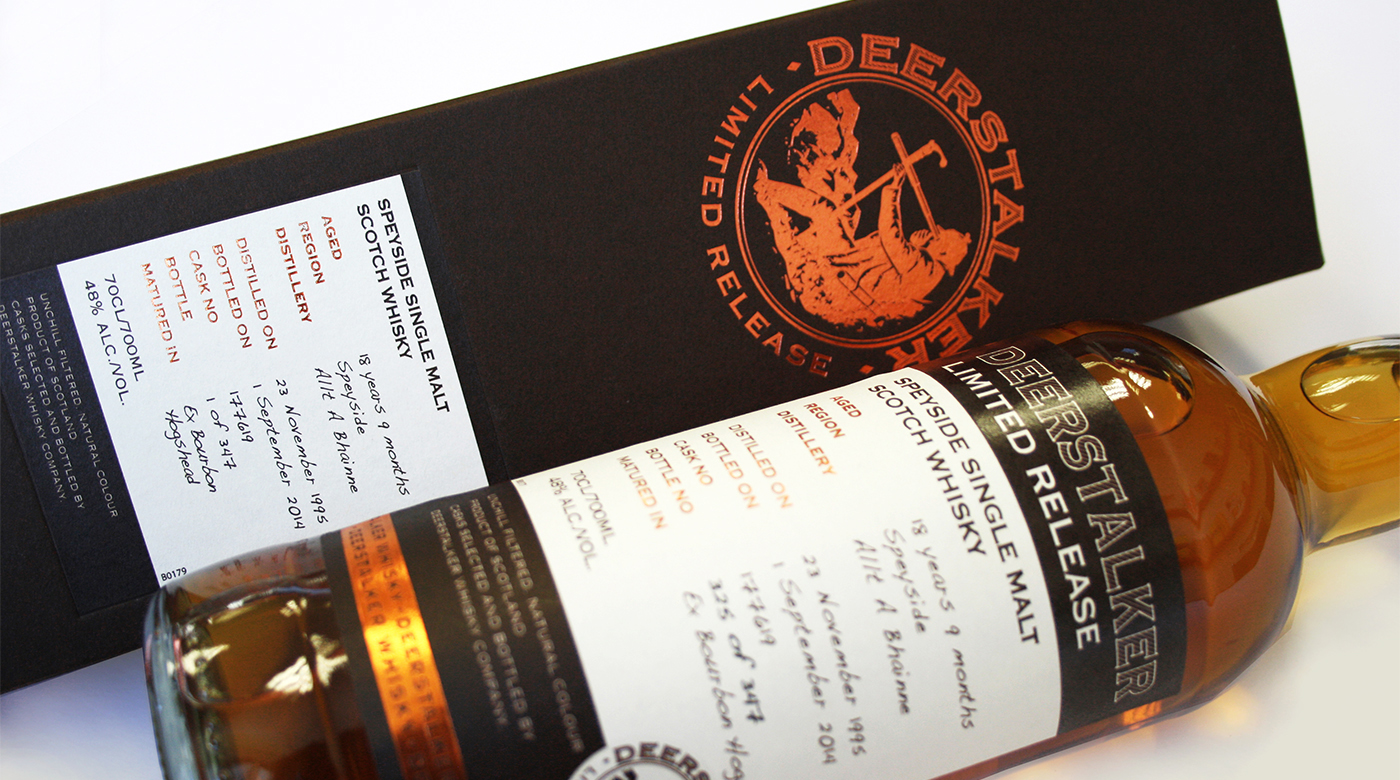 DEERSTALKER
LIMITED RELEASE
SPEYSIDE SINGLE MALT
SCOTCH WHISKY
AGED 18 years 9 months
REGION Speyside
DISTILLERY Allt A Bhainne
DISTILLED ON 23 November 1995
BOTTLED ON 1 September 2014
CASK NO 177619
BOTTLE 1 of 347
MATURED IN Ex Bourbon
Hogshead
70CL/700ML
48% ALC./VOL.
B0179
UNCHILL FILTERED. NATURAL COLOUR
PRODUCT OF SCOTLAND
CASKS SELECTED AND BOTTLED BY
DEERSTALKER WHISKY COMPANY
DEERSTALKER
LIMITED RELEASE
SPEYSIDE SINGLE MALT
SCOTCH WHISKY
AGED 18 years 9 months
REGION Speyside
DISTILLERY Allt A Bhainne
DISTILLED ON 23 November 1995
BOTTLED ON 1 September 2014
CASK NO 177619
BOTTLE NO 325 of 347
MATURED IN Ex Bourbon Hog
70CL/700ML
48% ALC./VOL.
UNCHILL FILTERED. NATURAL COLOUR
PRODUCT OF SCOTLAND
CASKS SELECTED AND BOTTLED BY
DEERSTALKER WHISKY COMPANY.
WHISKY · DEERSTALKER
DEERSTALKER WHISKY
DEERS